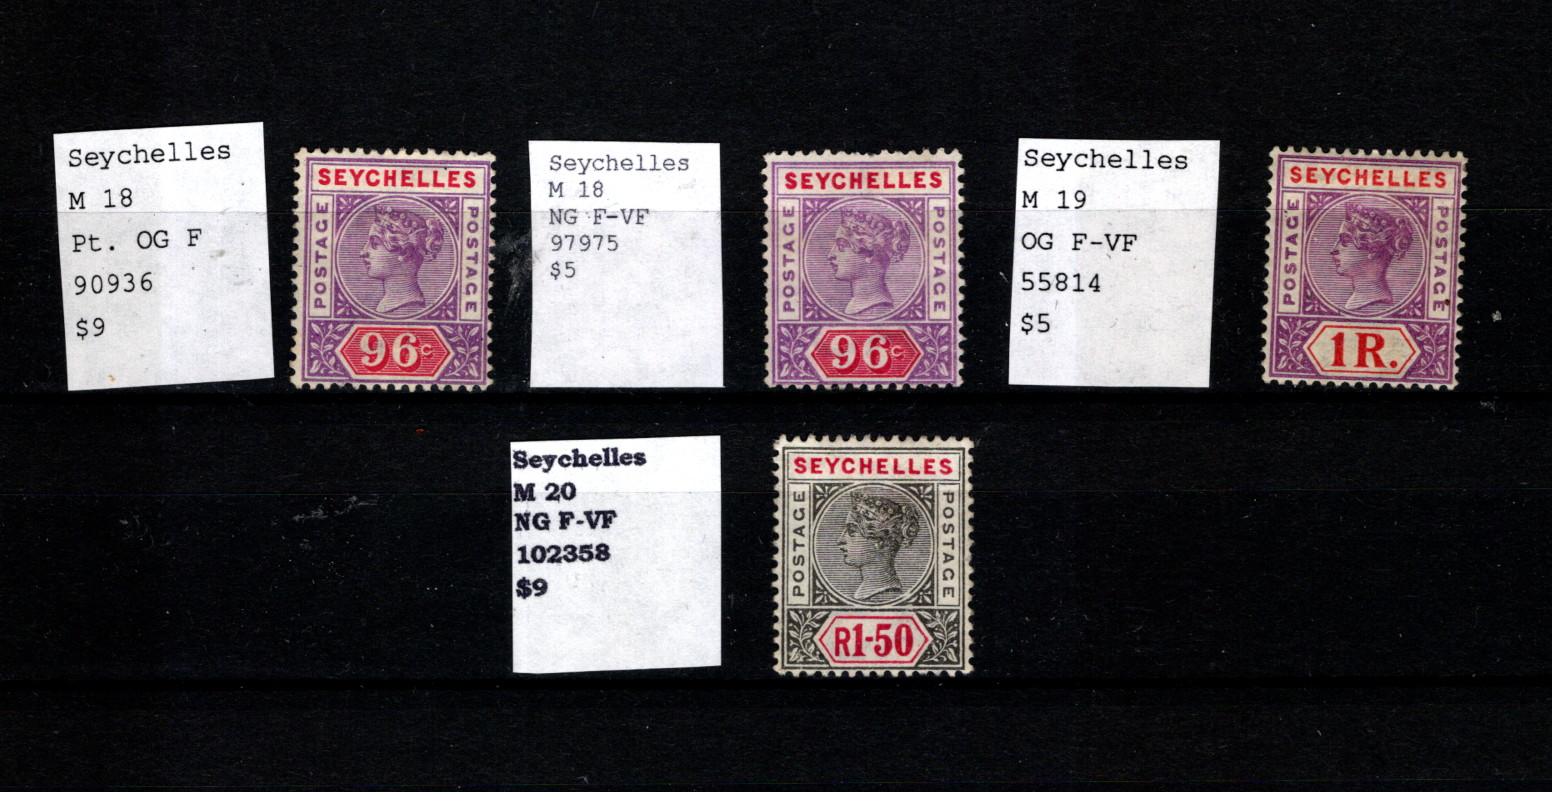 Seychelles
M 18
Pt. OG F
90936
$9
SEYCHELLES
POSTAGE
POSTAGE
96c
Seychelles
M 18
NG F-VF
97975
$5
SEYCHELLES
POSTAGE
POSTAGE
96c
Seychelles
M 19
OG F-VF
55814
$5
SEYCHELLES
POSTAGE
POSTAGE
1R.
Seychelles
M 20
NG F-VF
102358
$9
SEYCHELLES
POSTAGE
POSTAGE
R1-50